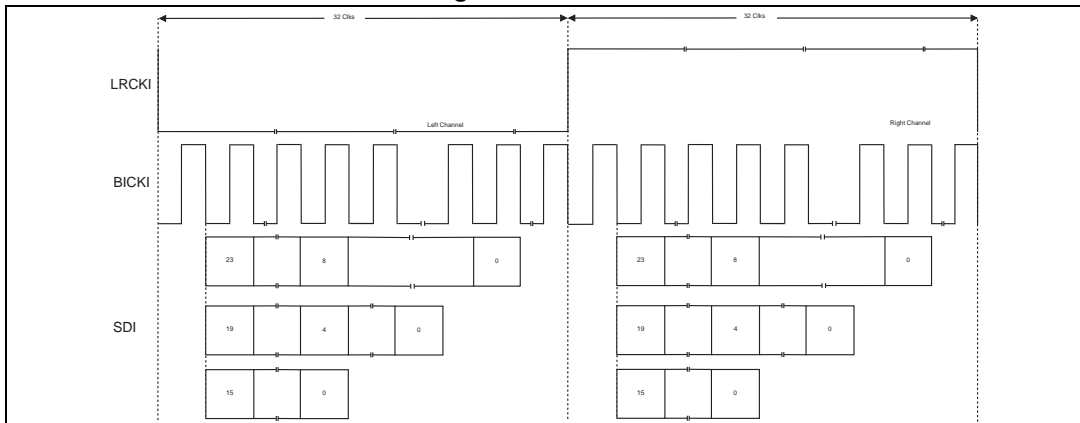 32 Clks 32 Clks
LRCKI
Left Channel Right Channel
BICKI
23 8 0 23 8 0
SDI
19 4 0 19 4 0
15 0 15 0